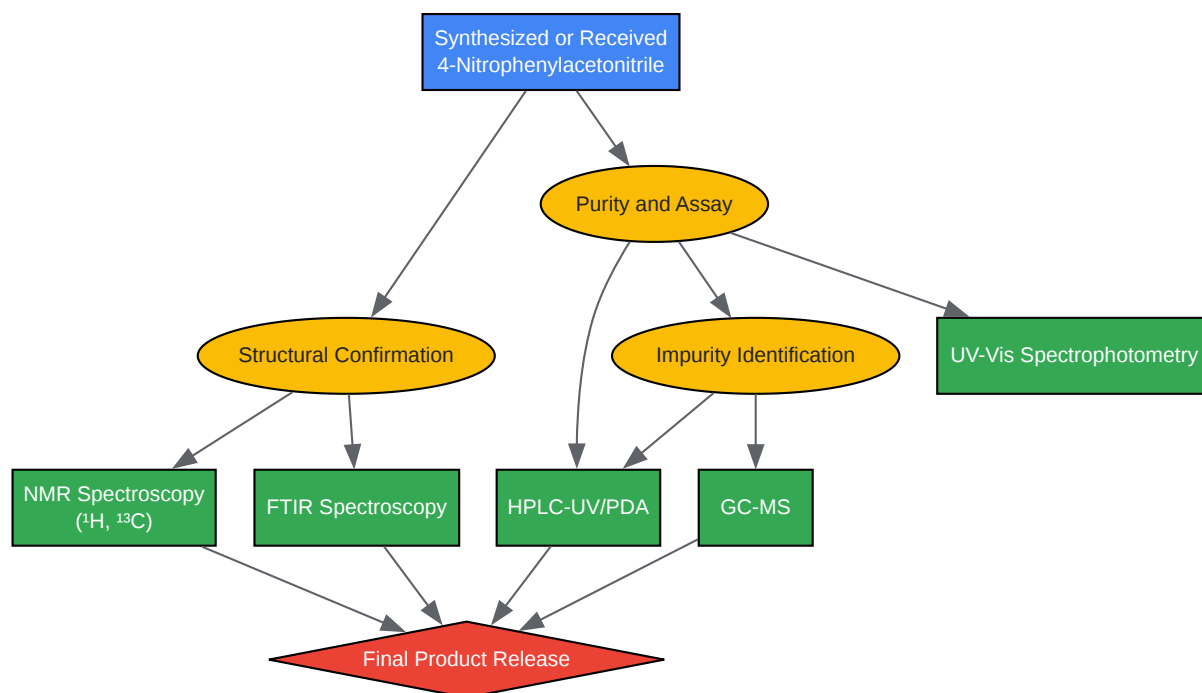 Synthesized or Received
4-Nitrophenylacetonitrile
Purity and Assay
Structural Confirmation
Impurity Identification
UV-Vis Spectrophotometry
NMR Spectroscopy
(¹H, ¹³C)
FTIR Spectroscopy
HPLC-UV/PDA
GC-MS
Final Product Release